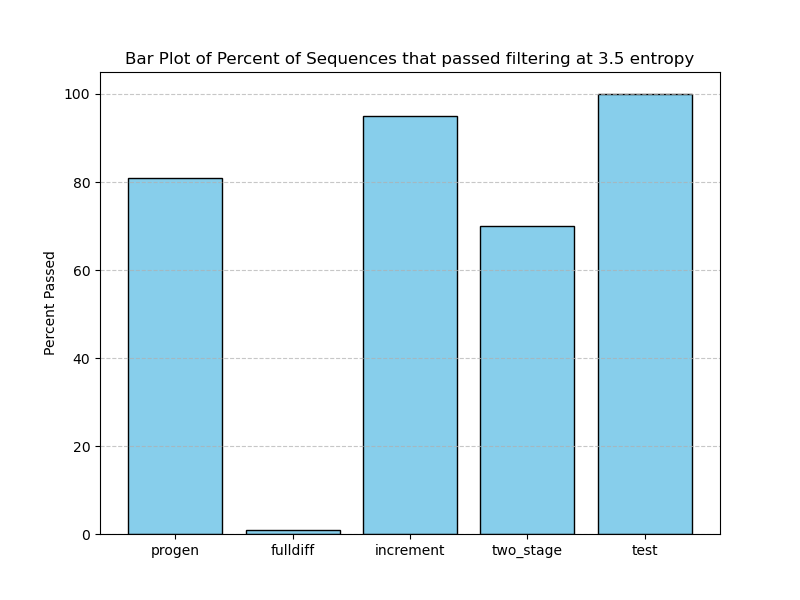 Bar Plot of Percent of Sequences that passed filtering at 3.5 entropy
Percent Passed
100
80
60
40
20
0
progen fulldiff increment two_stage test